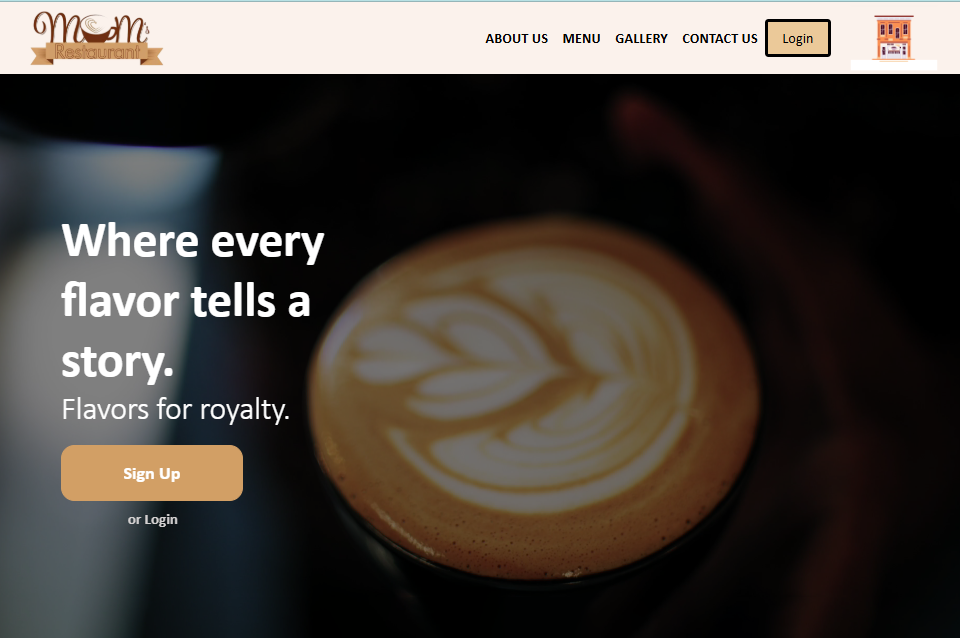 Mom's
Restaurant
ABOUT US MENU GALLERY CONTACT US Login
Where every
flavor tells a
story.
Flavors for royalty.
Sign Up
or Login